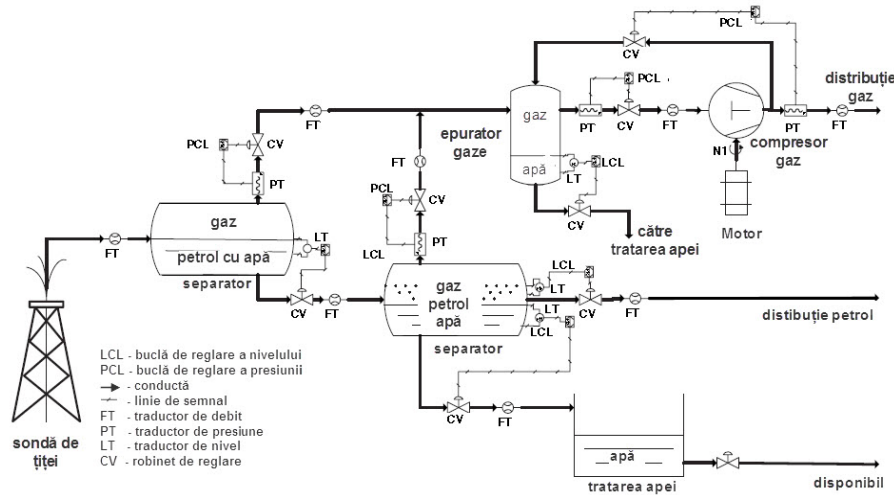 PCL
CV
distribuție
gaz
PCL
FT
PCL
CV
gaz
epurator
gaze
PT
CV
FT
PT
FT
compresor
gaz
N1
FT
LCL
apă
LT
PT
PCL
CV
CV
către
tratarea apei
Motor
gaz
LT
LCL
PT
petrol cu apă
FT
separator
CV
FT
gaz
petrol
apă
LCL
LT
LT
LCL
CV
FT
distibuție petrol
separator
LCL - buclă de reglare a nivelului
PCL - buclă de reglare a presiunii
- conductă
- linie de semnal
FT - traductor de debit
PT - traductor de presiune
LT - traductor de nivel
CV - robinet de reglare
sondă de
țiței
CV
FT
apă
tratarea apei
disponibil